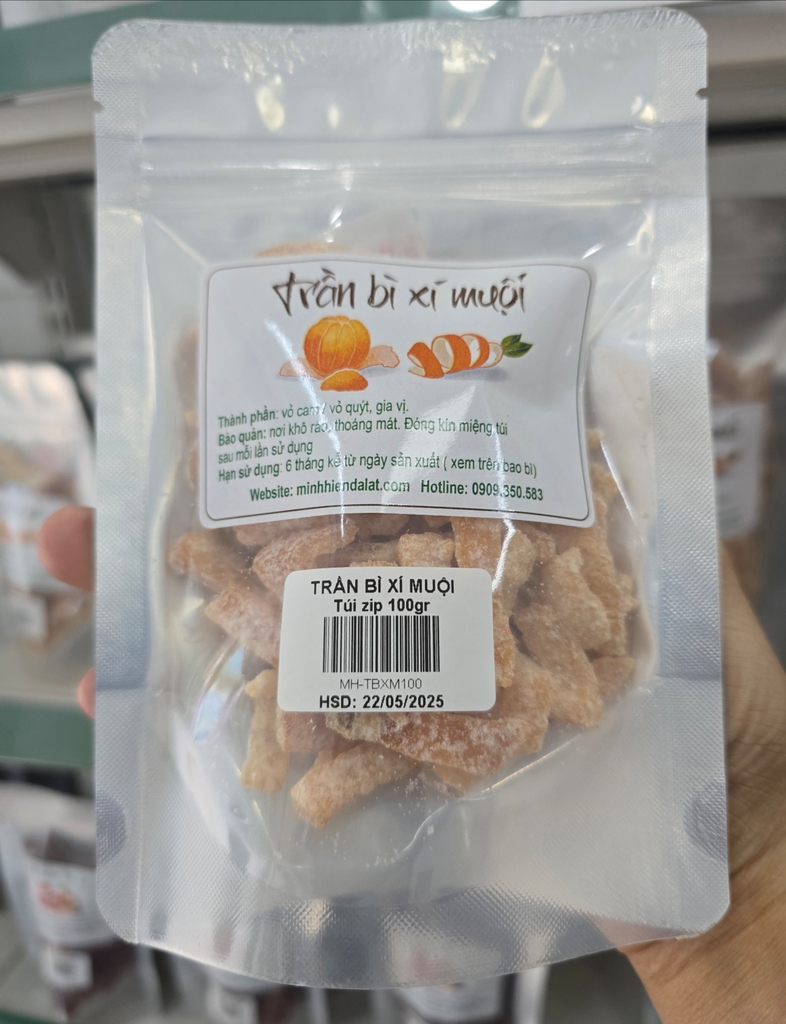 trần bì xí muội
Thành phần: vỏ cam / vỏ quýt, gia vị.
Bảo quản: nơi khô ráo, thoáng mát. Đóng kín miệng túi
sau mỗi lần sử dụng
Hạn sử dụng: 6 tháng kể từ ngày sản xuất ( xem trên bao bì)
Website: minhhiendalat.com Hotline: 0909.350.583
TRẦN BÌ XÍ MUỘI
Túi zip 100gr
MH-TBXM100
HSD: 22/05/2025